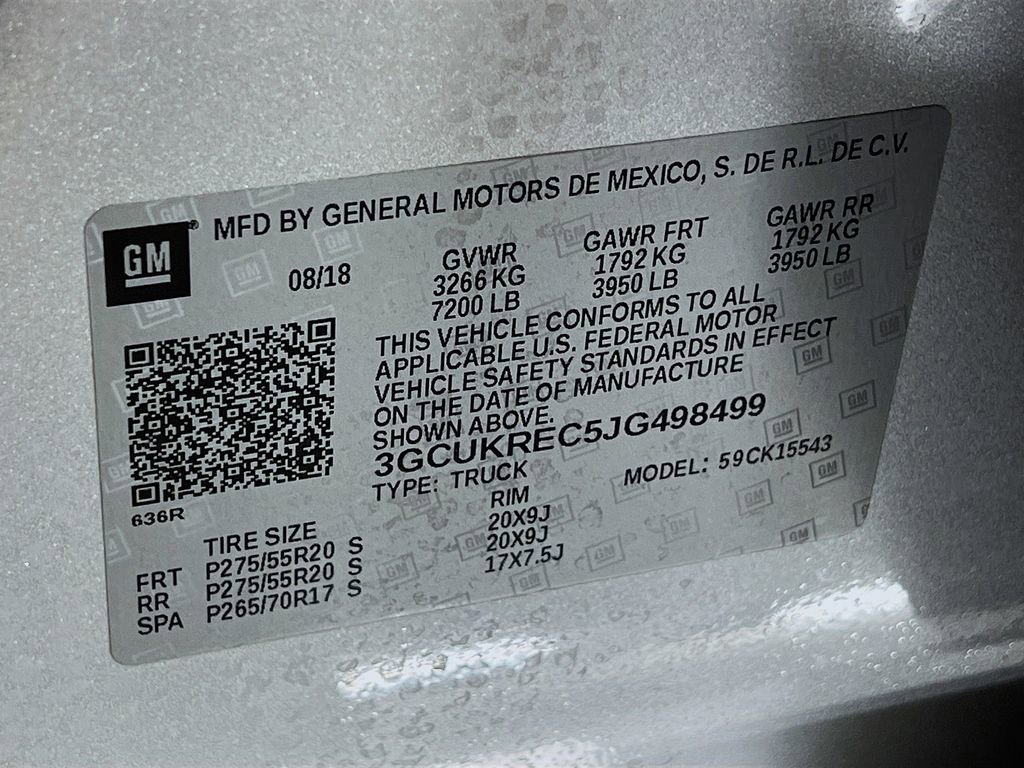 MFD BY GENERAL MOTORS DE MEXICO, S. DE R.L. DE C.V.
GM®
08/18
GVWR GAWR FRT GAWR RR
3266 KG 1792 KG 1792 KG
7200 LB 3950 LB 3950 LB
THIS VEHICLE CONFORMS TO ALL
APPLICABLE U.S. FEDERAL MOTOR
VEHICLE SAFETY STANDARDS IN EFFECT
ON THE DATE OF MANUFACTURE
SHOWN ABOVE.
3GCUKREC5JG498499
TYPE: TRUCK MODEL: 59CK15543
636R
TIRE SIZE RIM
FRT P275/55R20 S 20X9J
RR P275/55R20 S 20X9J
SPA P265/70R17 S 17X7.5J